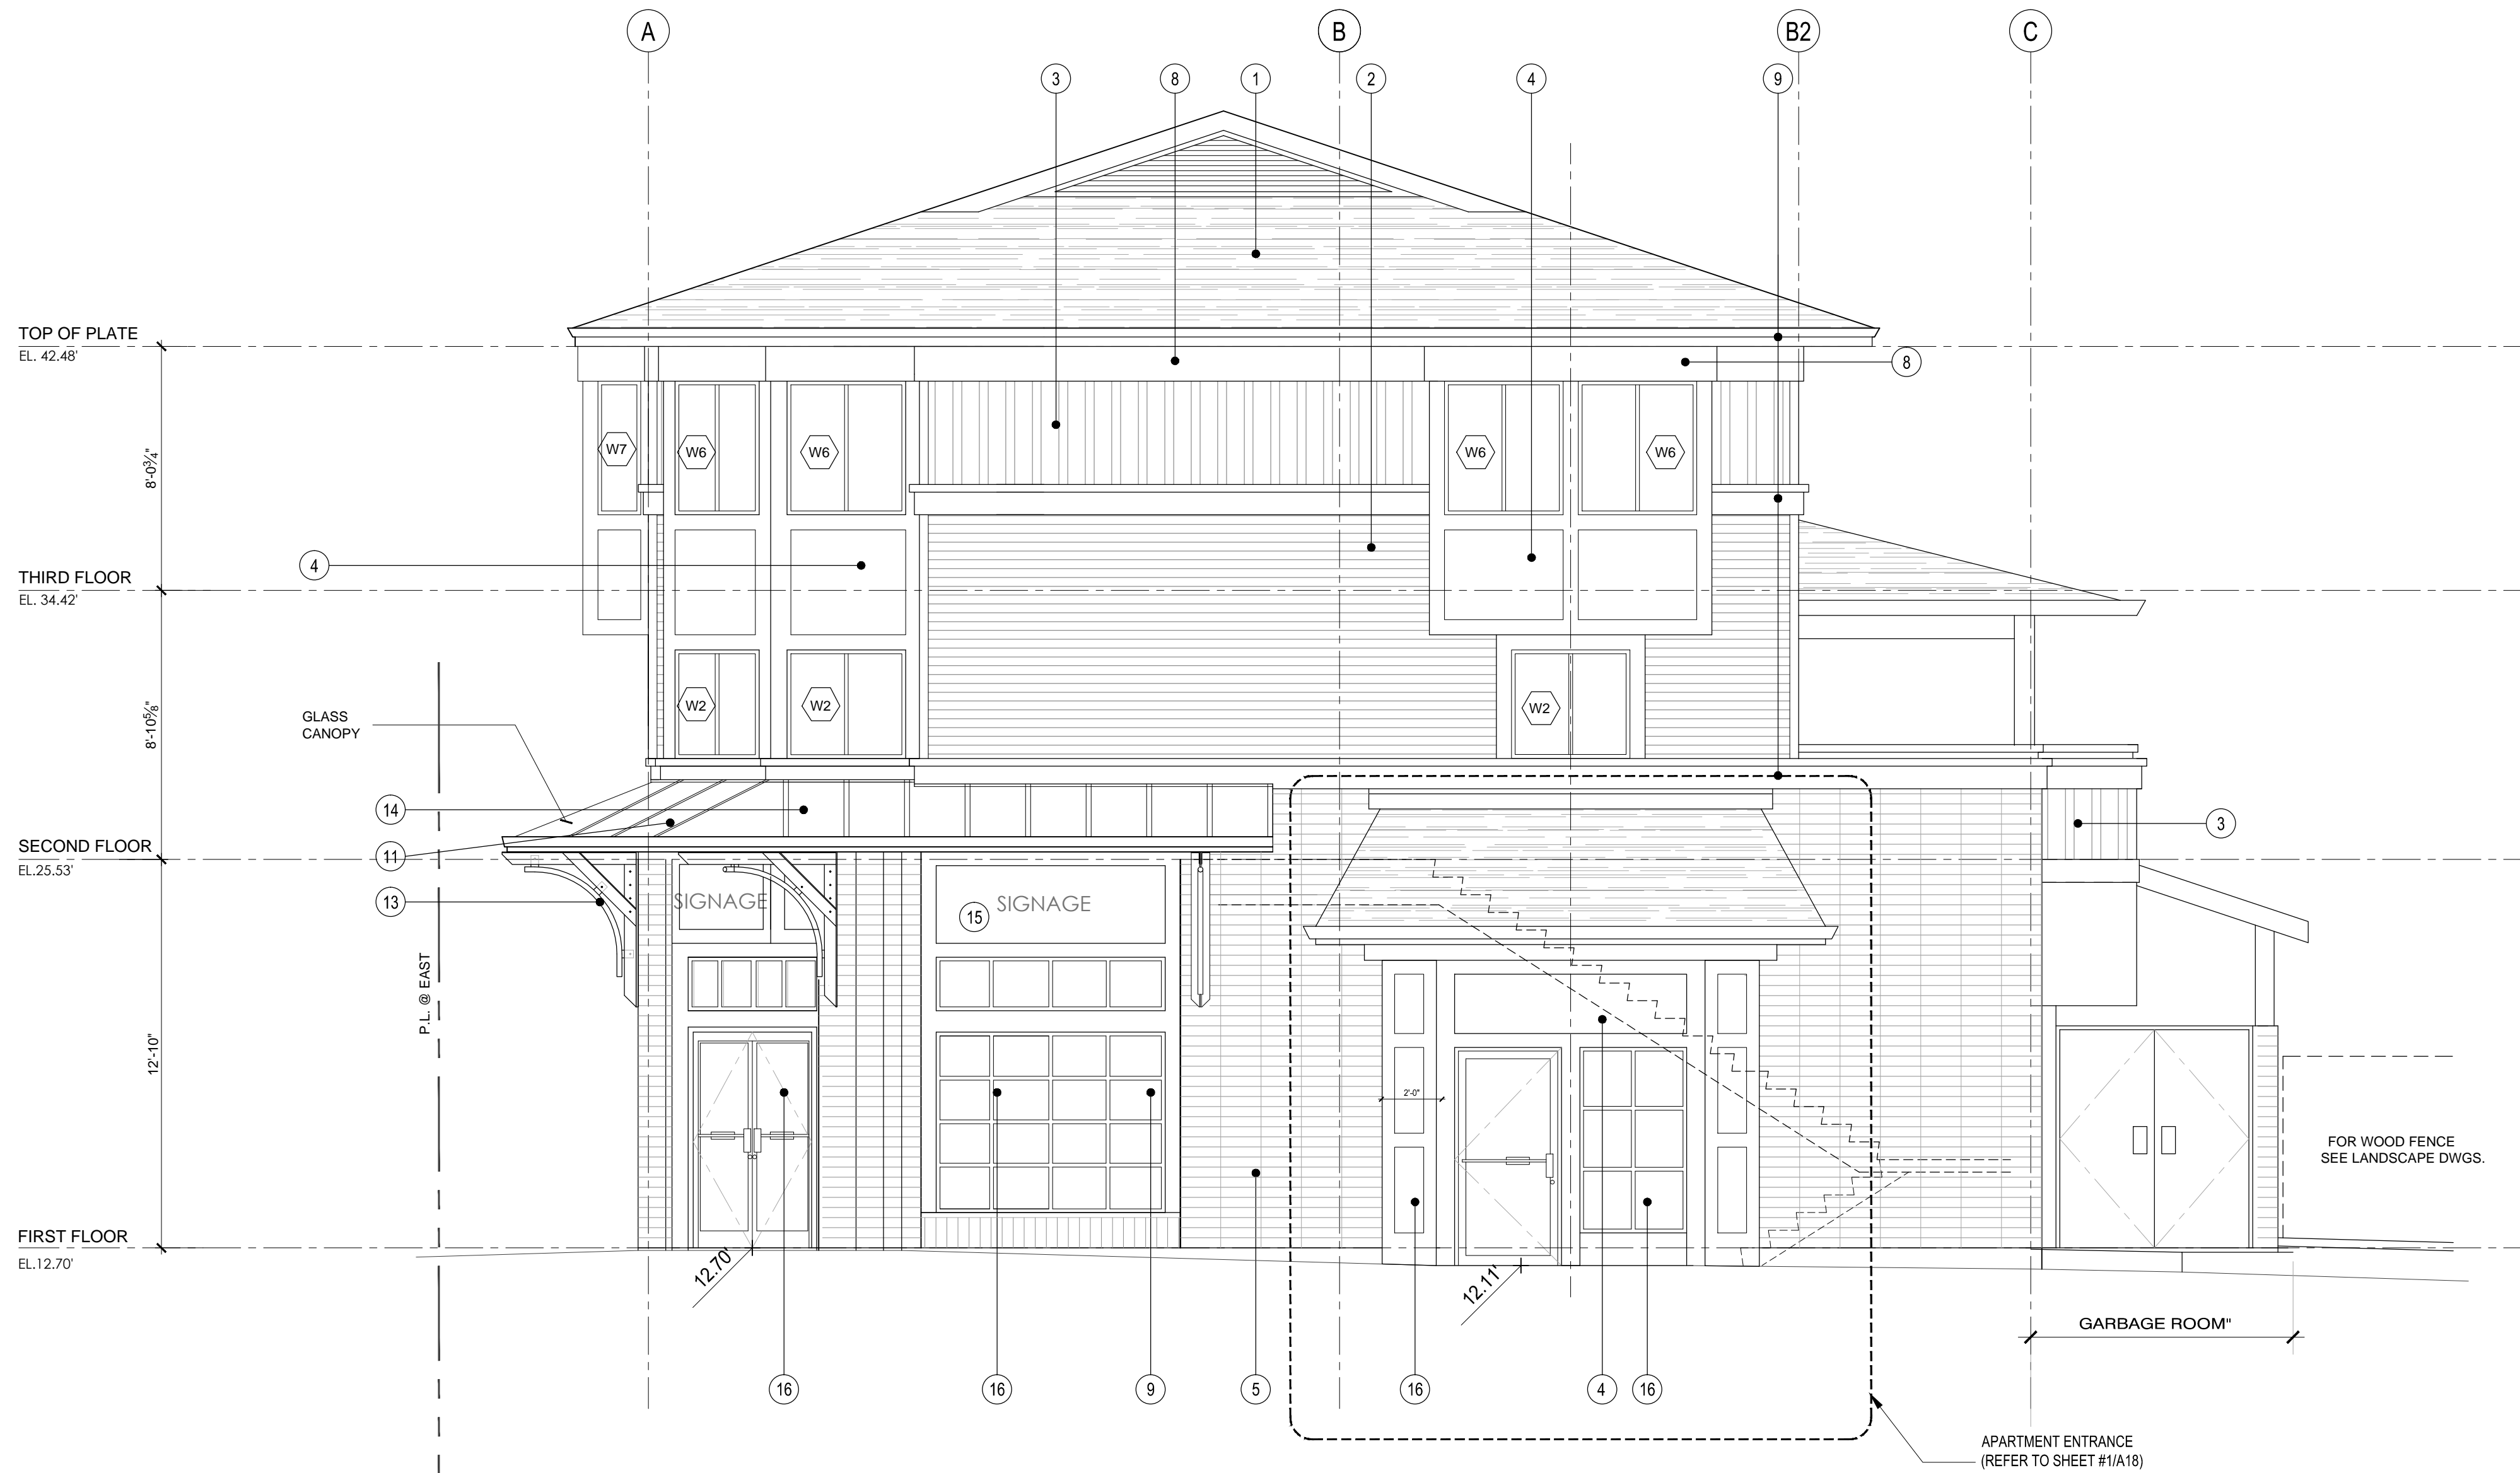 A
B
B2
C
3
8
1
2
4
9
TOP OF PLATE
EL. 42.48'
8
8'-0¾"
W7
W6
W6
W6
W6
4
THIRD FLOOR
EL. 34.42'
8'-10⅝"
W2
W2
W2
GLASS
CANOPY
14
3
11
SECOND FLOOR
EL.25.53'
13
SIGNAGE
15
SIGNAGE
P.L. @ EAST
12'-10"
2'-0"
FOR WOOD FENCE
SEE LANDSCAPE DWGS.
FIRST FLOOR
EL.12.70'
12.70'
12.11'
GARBAGE ROOM"
16
16
9
5
16
4
16
APARTMENT ENTRANCE
(REFER TO SHEET #1/A18)